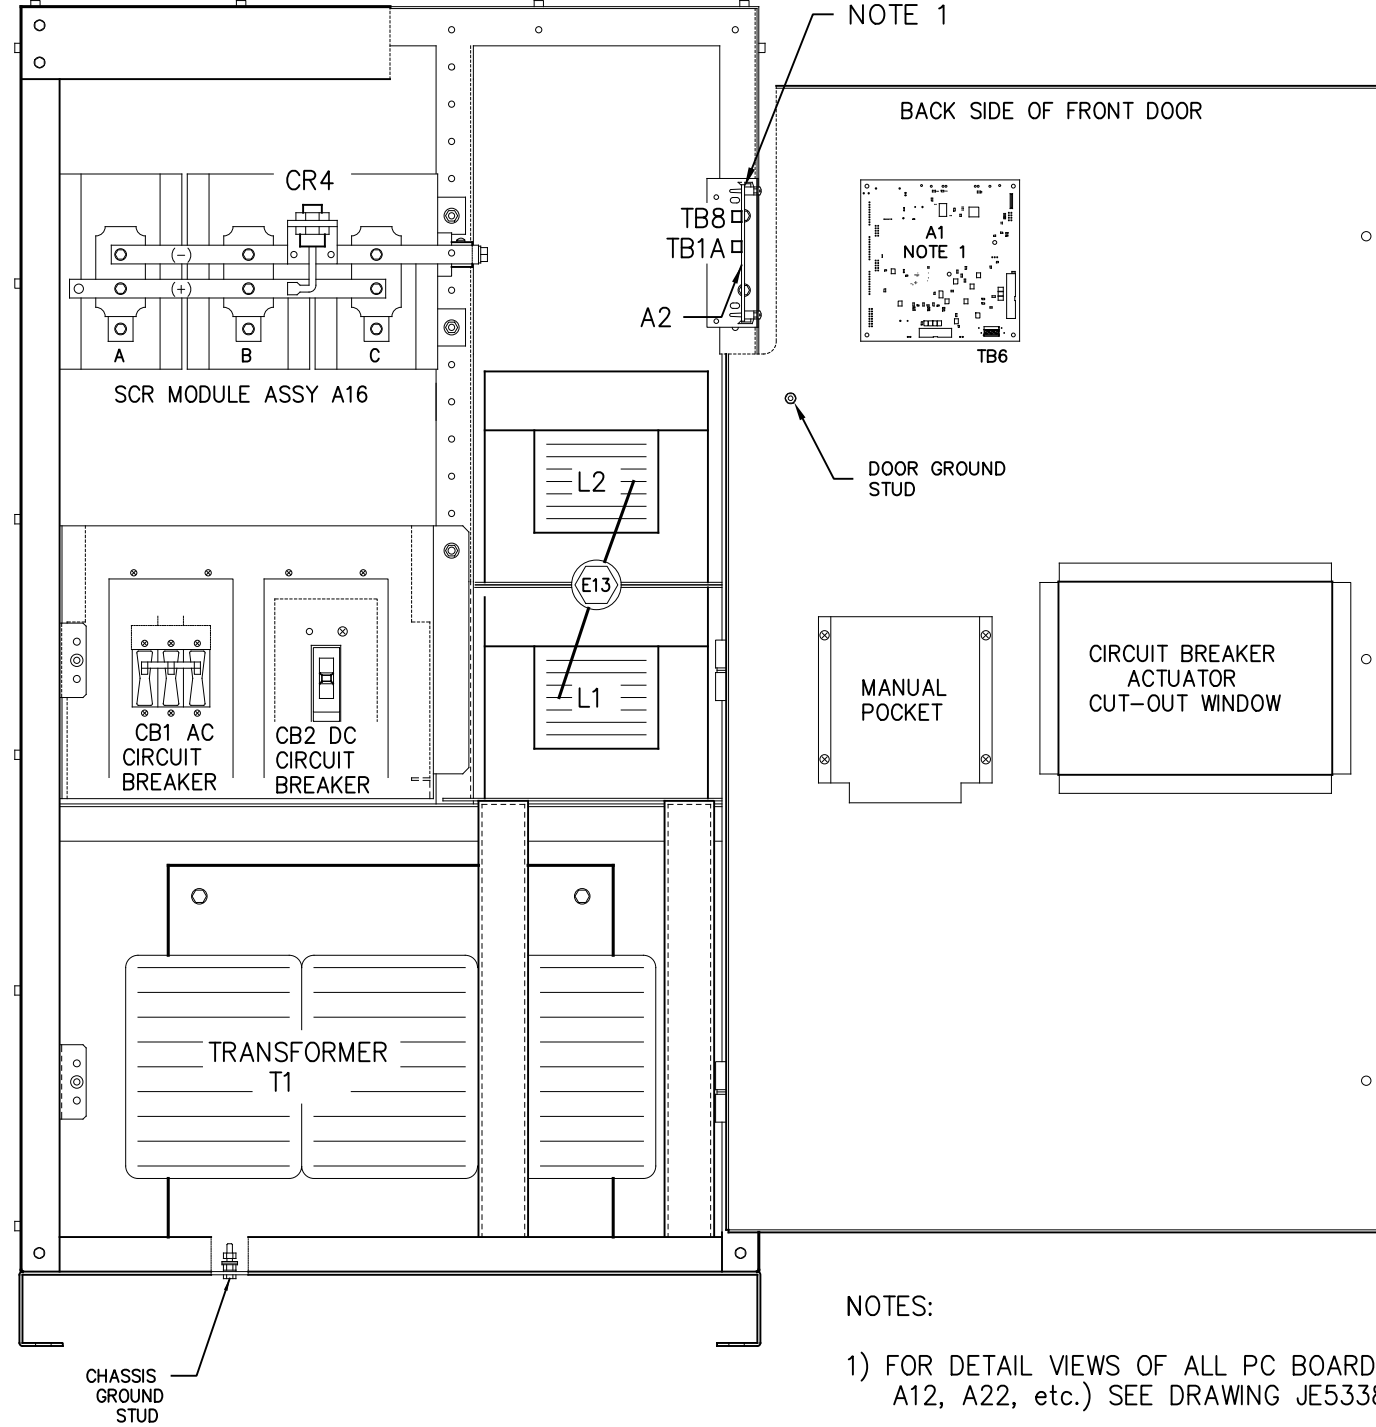 NOTE 1
BACK SIDE OF FRONT DOOR
CR4
TB8
TB1A
A1
NOTE 1
(-)
(+)
A2
TB6
A
B
C
SCR MODULE ASSY A16
DOOR GROUND
STUD
L2
E13
L1
CIRCUIT BREAKER
ACTUATOR
CUT-OUT WINDOW
MANUAL
POCKET
CB1 AC
CIRCUIT
BREAKER
CB2 DC
CIRCUIT
BREAKER
TRANSFORMER
T1
CHASSIS
GROUND
STUD
NOTES:
1) FOR DETAIL VIEWS OF ALL PC BOARD
A12, A22, etc.) SEE DRAWING JE5338